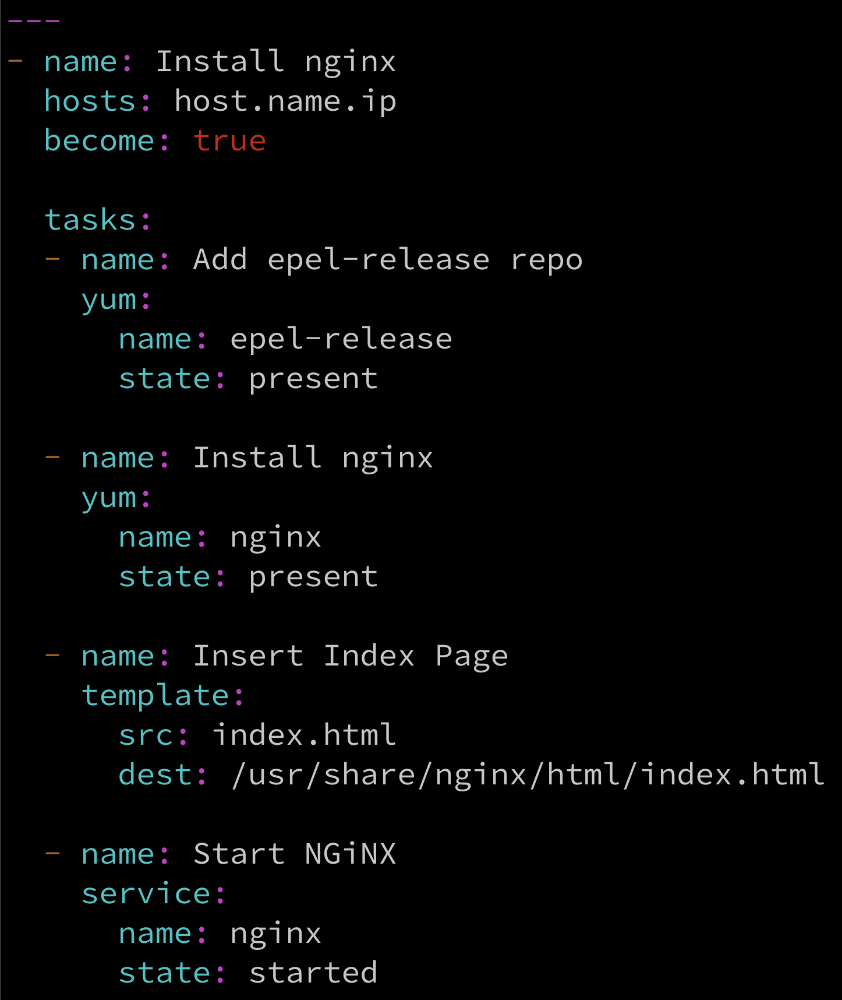 ---
- name: Install nginx
  hosts: host.name.ip
  become: true

  tasks:
  - name: Add epel-release repo
    yum:
      name: epel-release
      state: present

  - name: Install nginx
    yum:
      name: nginx
      state: present

  - name: Insert Index Page
    template:
      src: index.html
      dest: /usr/share/nginx/html/index.html

  - name: Start NGiNX
    service:
      name: nginx
      state: started